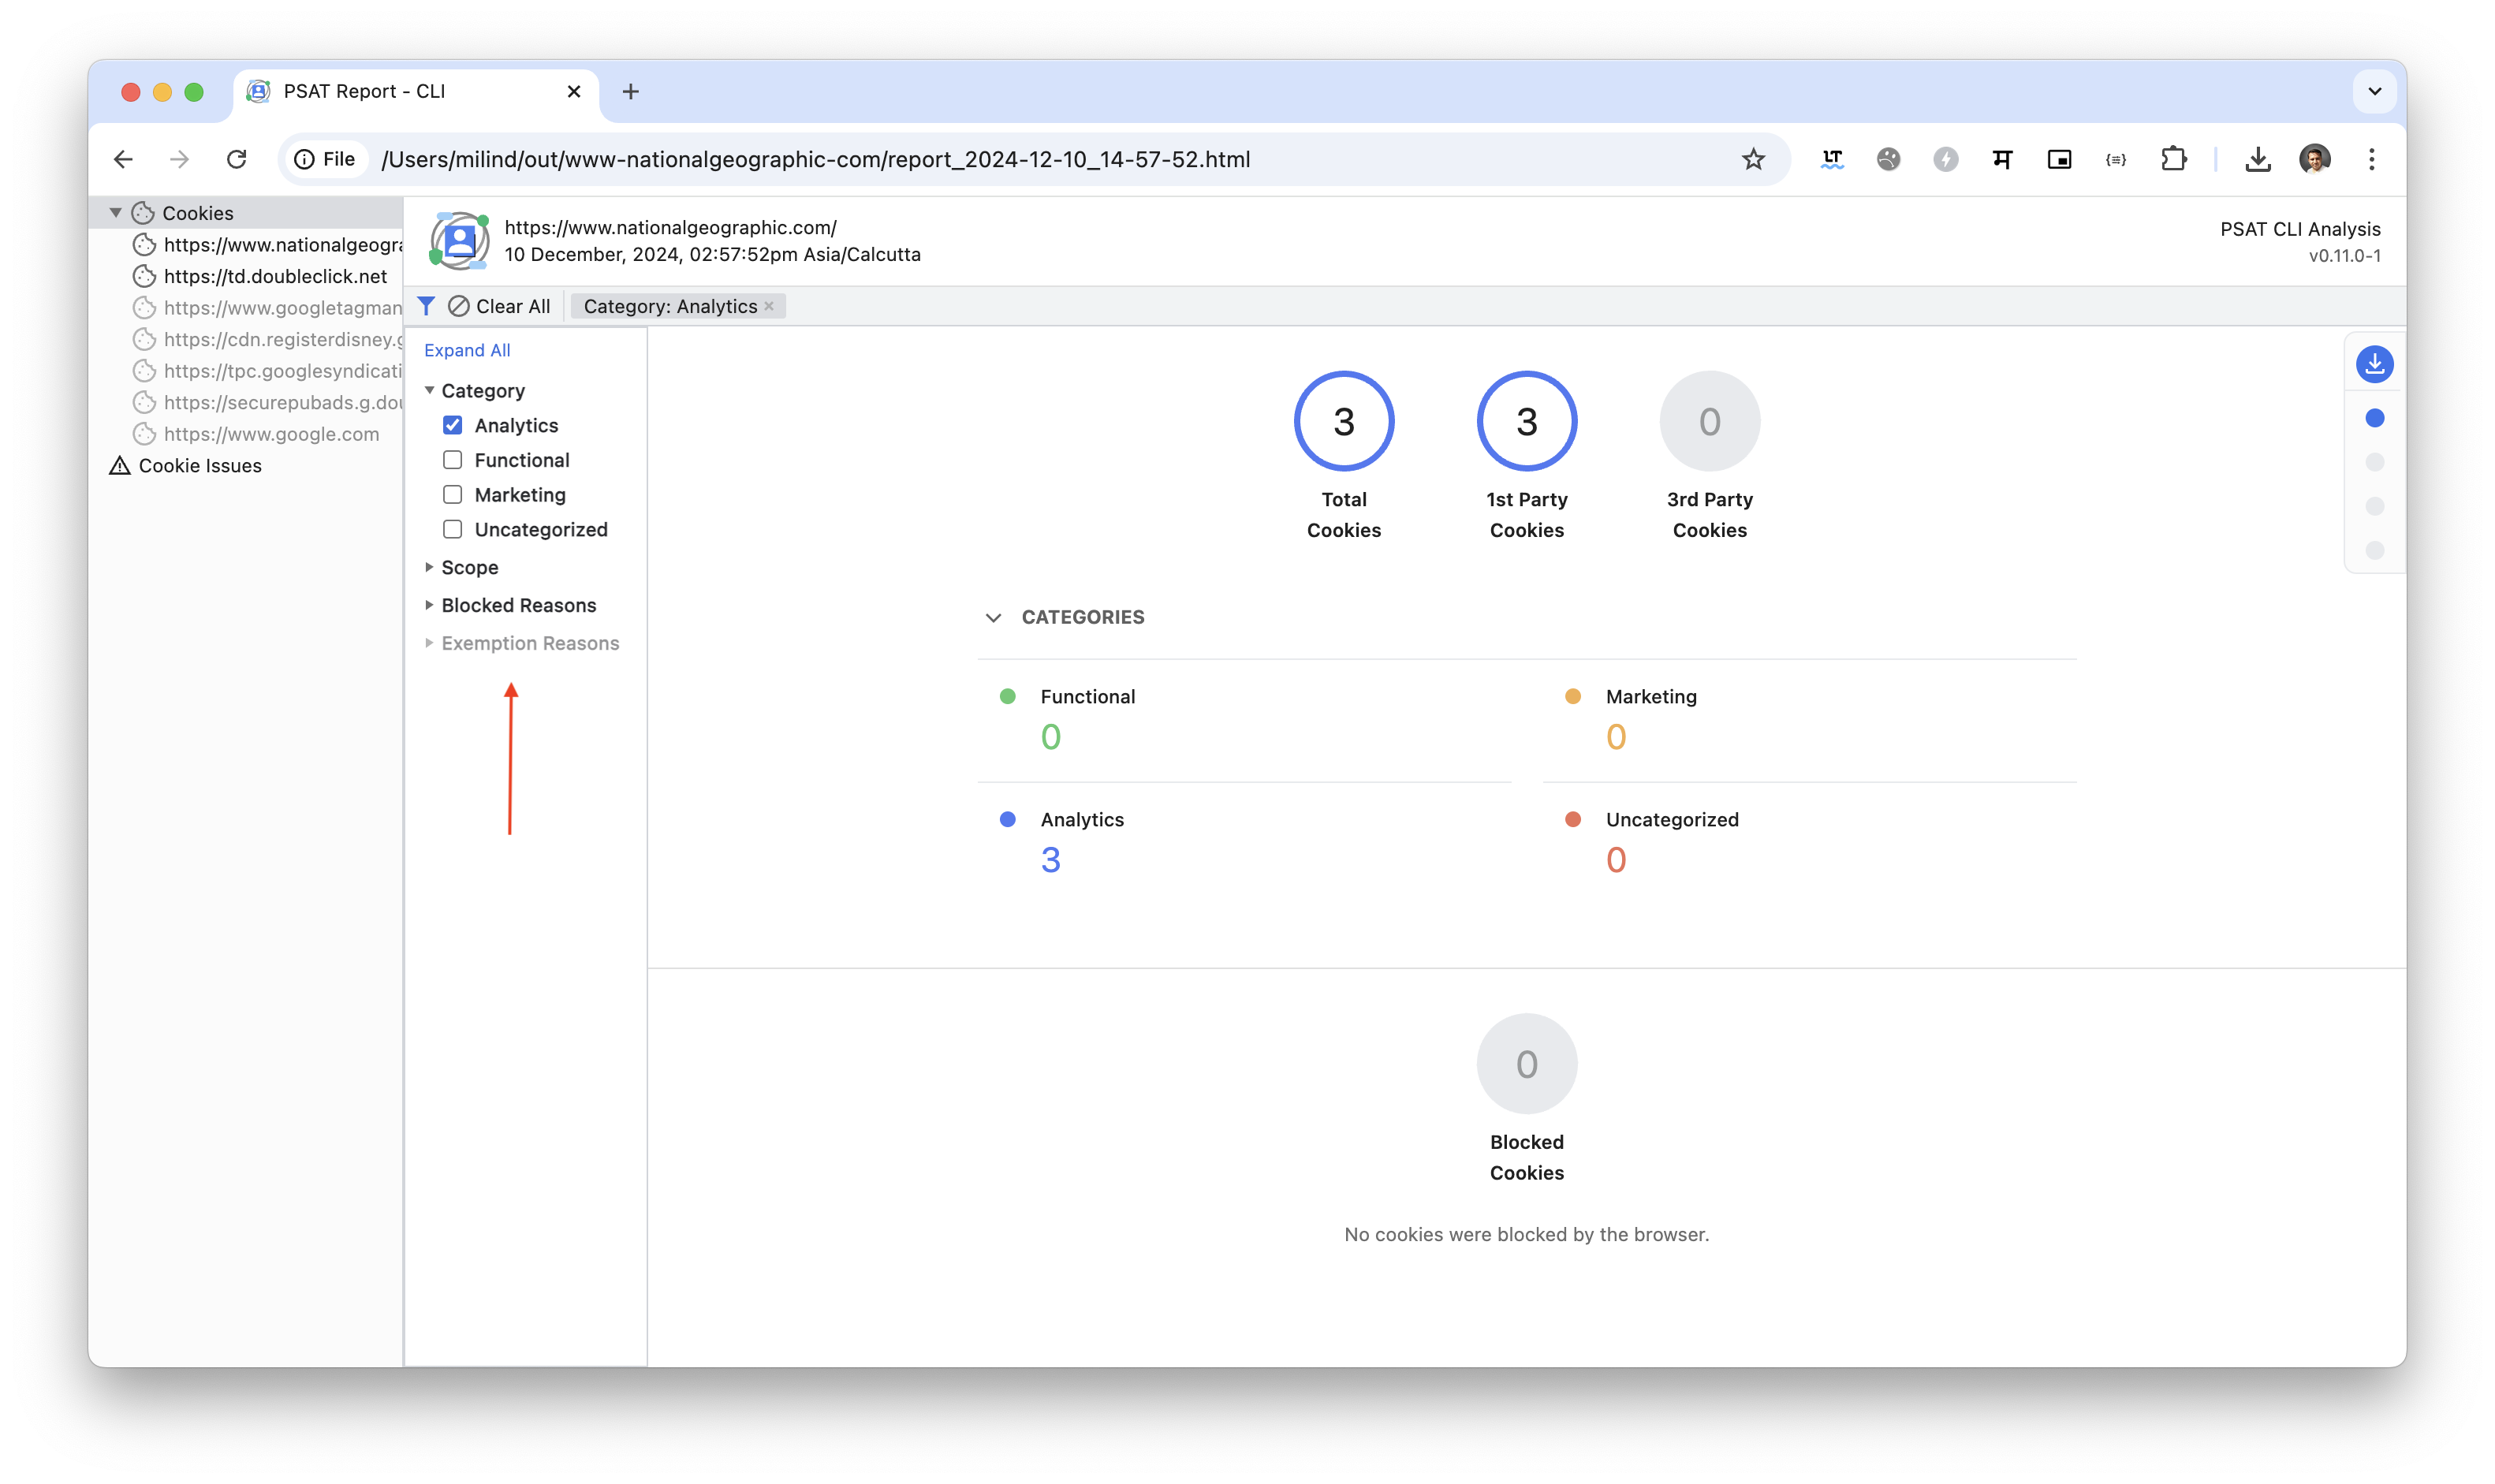 PSAT Report - CLI
File /Users/milind/out/www-nationalgeographic-com/report_2024-12-10_14-57-52.html
LT
म
Cookies
https://www.nationalgeogra
https://td.doubleclick.net
https://www.googletagman
https://cdn.registerdisney.g
https://tpc.googlesyndicati
https://securepubads.g.dou
https://www.google.com
Cookie Issues
https://www.nationalgeographic.com/
10 December, 2024, 02:57:52pm Asia/Calcutta
PSAT CLI Analysis
v0.11.0-1
Clear All
Category: Analytics
Expand All
Category
Analytics
Functional
Marketing
Uncategorized
Scope
Blocked Reasons
Exemption Reasons
3
Total
Cookies
3
1st Party
Cookies
0
3rd Party
Cookies
CATEGORIES
Functional
0
Marketing
0
Analytics
3
Uncategorized
0
0
Blocked
Cookies
No cookies were blocked by the browser.